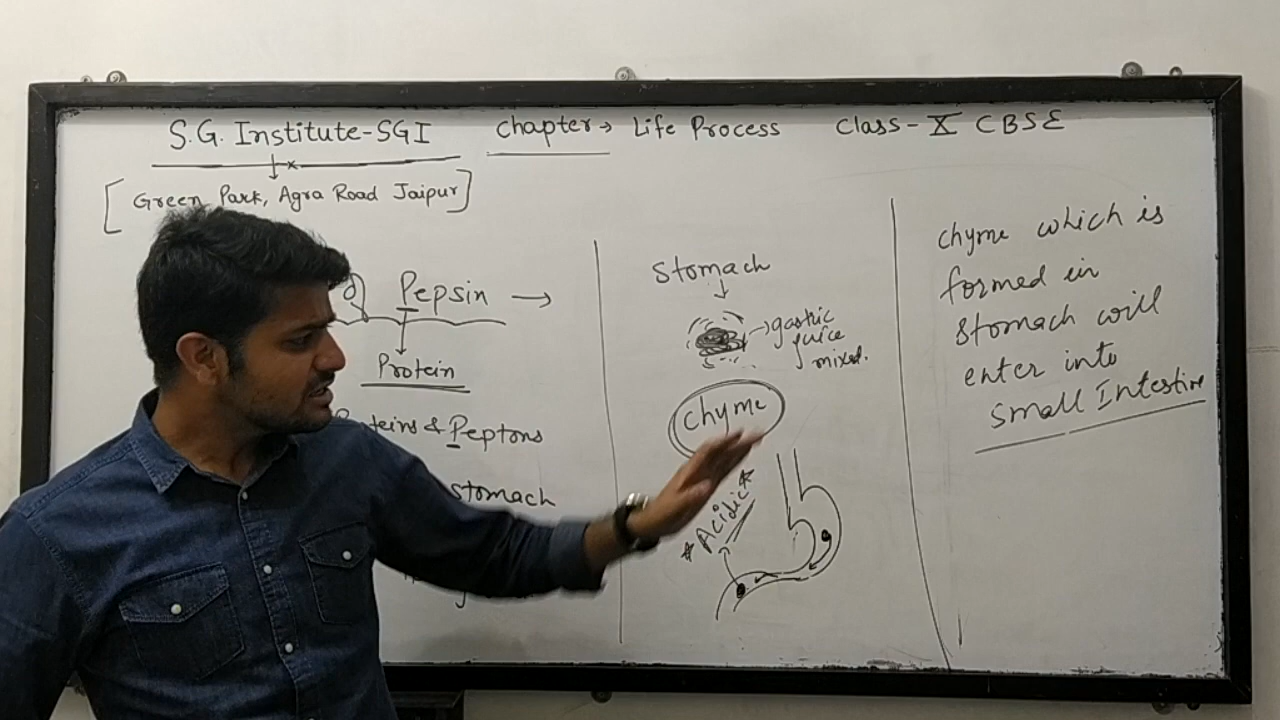 S.G. Institute-SGI
Chapter → Life Process
Class-X CBSE
[Green Park, Agra Road Jaipur]
Pepsin →
Protein
& Peptons
stomach
Stomach
→gastric
juice
mixed.
Chyme
*Acidic*
Chyme which is
formed in
Stomach will
enter into
Small Intestine